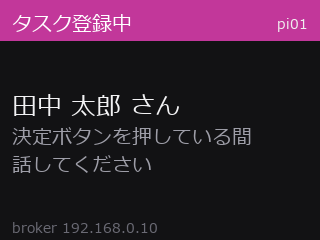 タスク登録中
pi01
田中 太郎 さん
決定ボタンを押している間
話してください
broker 192.168.0.10